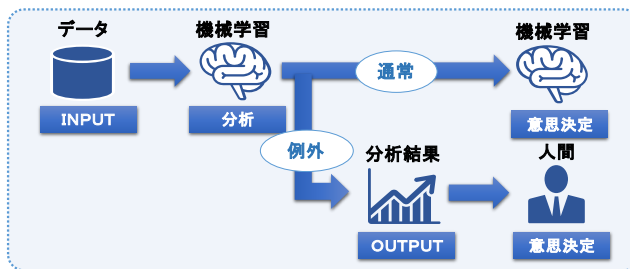 データ
機械学習
機械学習
通常
INPUT
分析
意思決定
例外
分析結果
人間
OUTPUT
意思決定